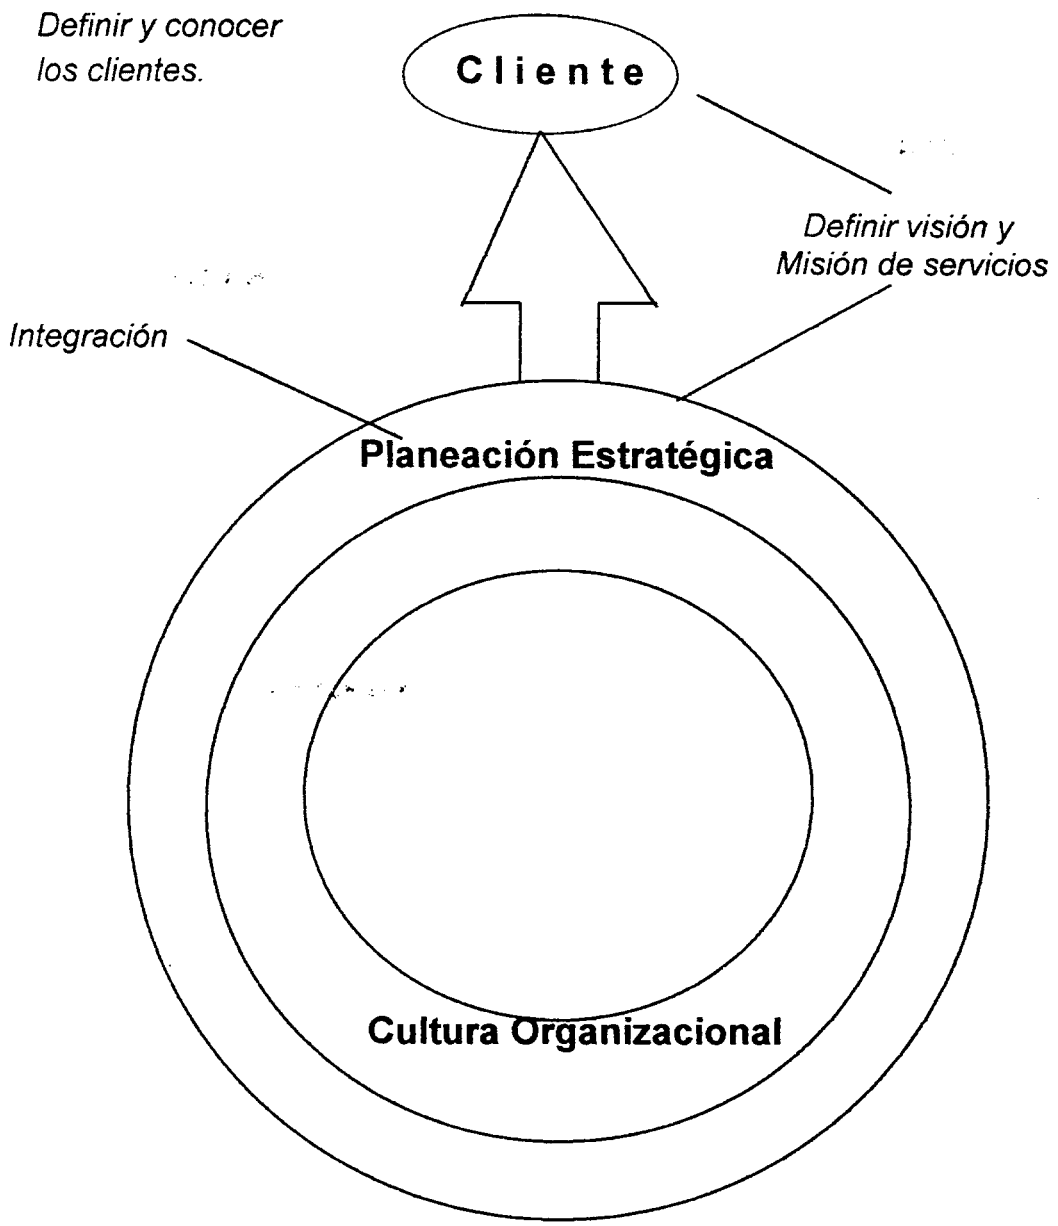 Definir y conocer
los clientes.
Cliente
Definir visión y
Misión de servicios
Integración
Planeación Estratégica
Cultura Organizacional